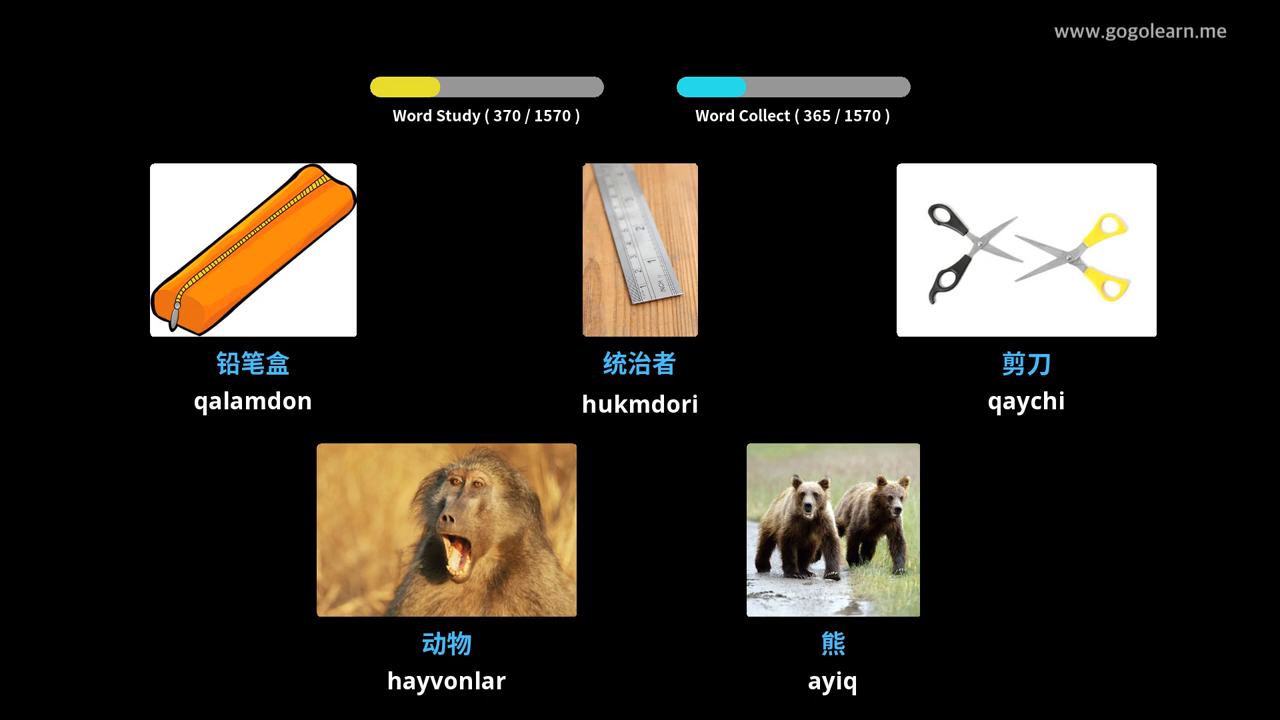 www.gogolearn.me
Word Study ( 370 / 1570 )
Word Collect ( 365 / 1570 )
铅笔盒
统治者
剪刀
qalamdon
hukmdori
qaychi
动物
熊
hayvonlar
ayiq